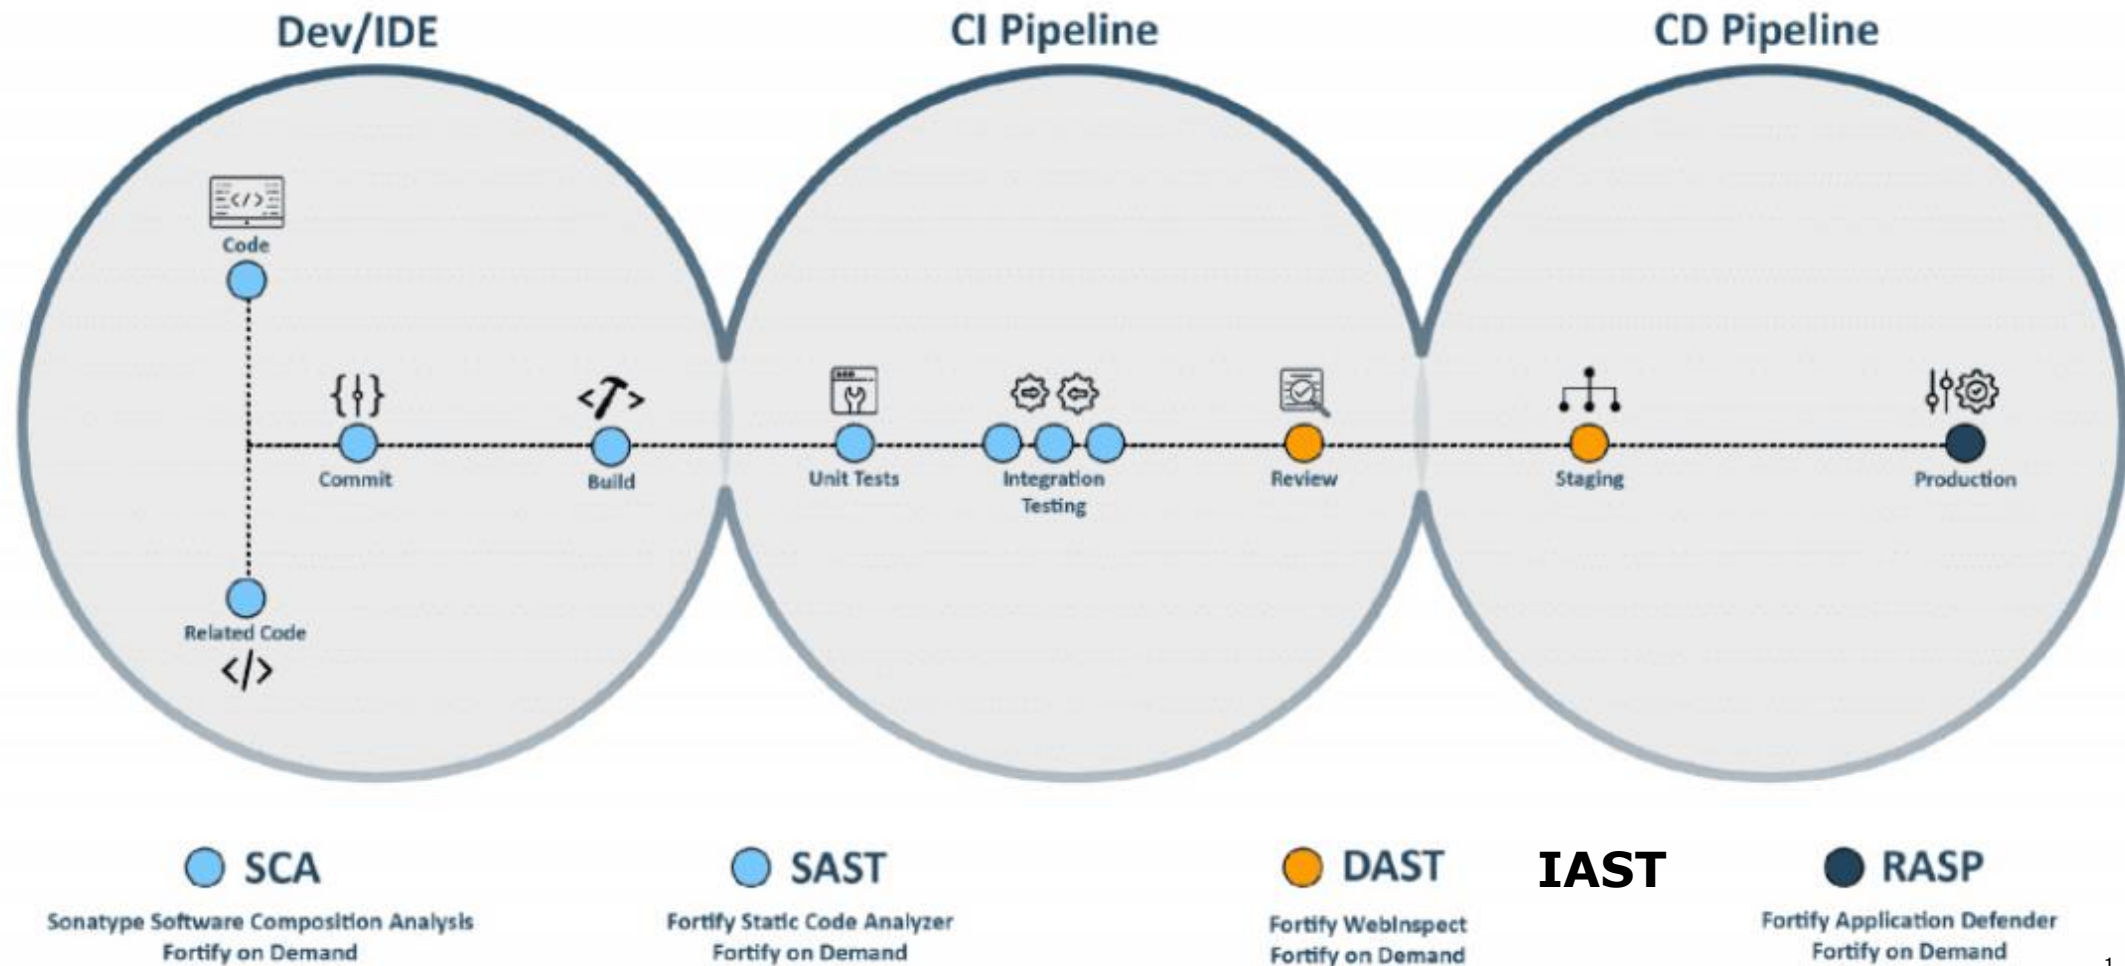 Dev/IDE
CI Pipeline
CD Pipeline
</>
Code
Commit
Build
Unit Tests
Integration
Testing
Review
Staging
Production
Related Code
</>
SCA
Sonatype Software Composition Analysis
Fortify on Demand
SAST
Fortify Static Code Analyzer
Fortify on Demand
DAST
Fortify WebInspect
Fortify on Demand
IAST
RASP
Fortify Application Defender
Fortify on Demand
1